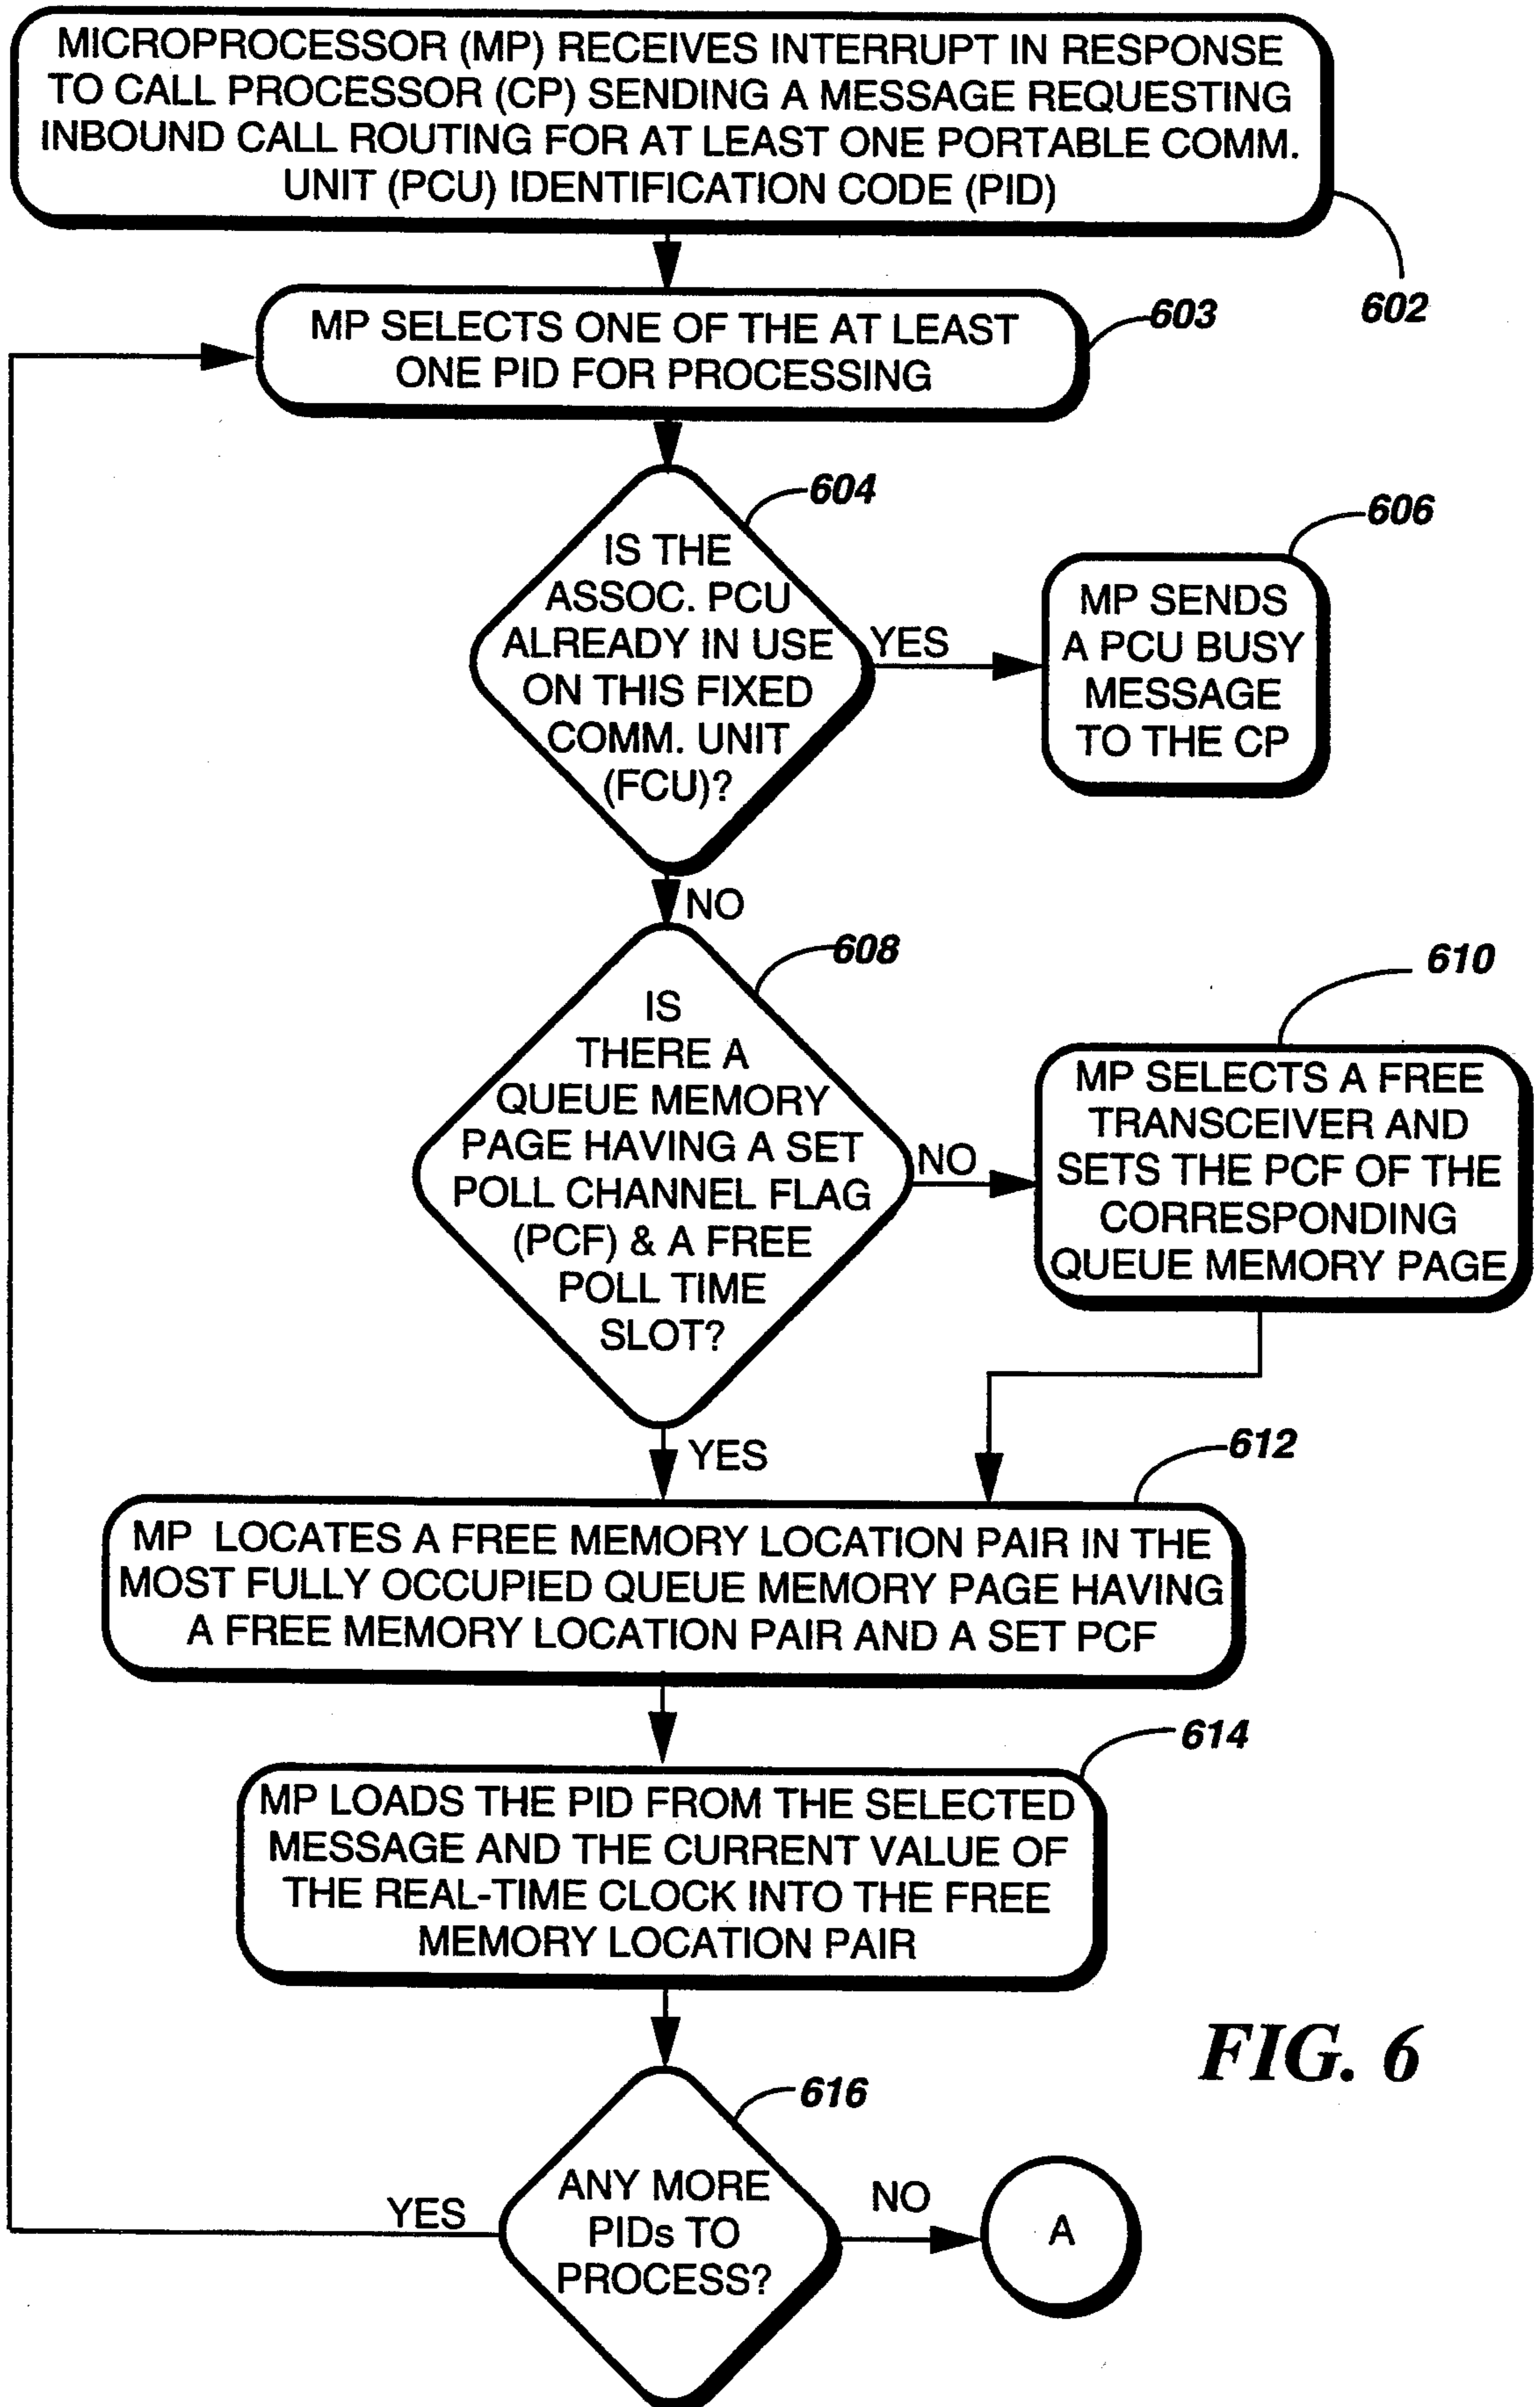 MICROPROCESSOR (MP) RECEIVES INTERRUPT IN RESPONSE
TO CALL PROCESSOR (CP) SENDING A MESSAGE REQUESTING
INBOUND CALL ROUTING FOR AT LEAST ONE PORTABLE COMM.
UNIT (PCU) IDENTIFICATION CODE (PID)
602
MP SELECTS ONE OF THE AT LEAST
ONE PID FOR PROCESSING
603
604
IS THE
ASSOC. PCU
ALREADY IN USE
ON THIS FIXED
COMM. UNIT
(FCU)?
YES
606
MP SENDS
A PCU BUSY
MESSAGE
TO THE CP
NO
608
IS
THERE A
QUEUE MEMORY
PAGE HAVING A SET
POLL CHANNEL FLAG
(PCF) & A FREE
POLL TIME
SLOT?
NO
610
MP SELECTS A FREE
TRANSCEIVER AND
SETS THE PCF OF THE
CORRESPONDING
QUEUE MEMORY PAGE
YES
612
MP LOCATES A FREE MEMORY LOCATION PAIR IN THE
MOST FULLY OCCUPIED QUEUE MEMORY PAGE HAVING
A FREE MEMORY LOCATION PAIR AND A SET PCF
614
MP LOADS THE PID FROM THE SELECTED
MESSAGE AND THE CURRENT VALUE OF
THE REAL-TIME CLOCK INTO THE FREE
MEMORY LOCATION PAIR
FIG. 6
616
ANY MORE
PIDs TO
PROCESS?
YES
NO
A